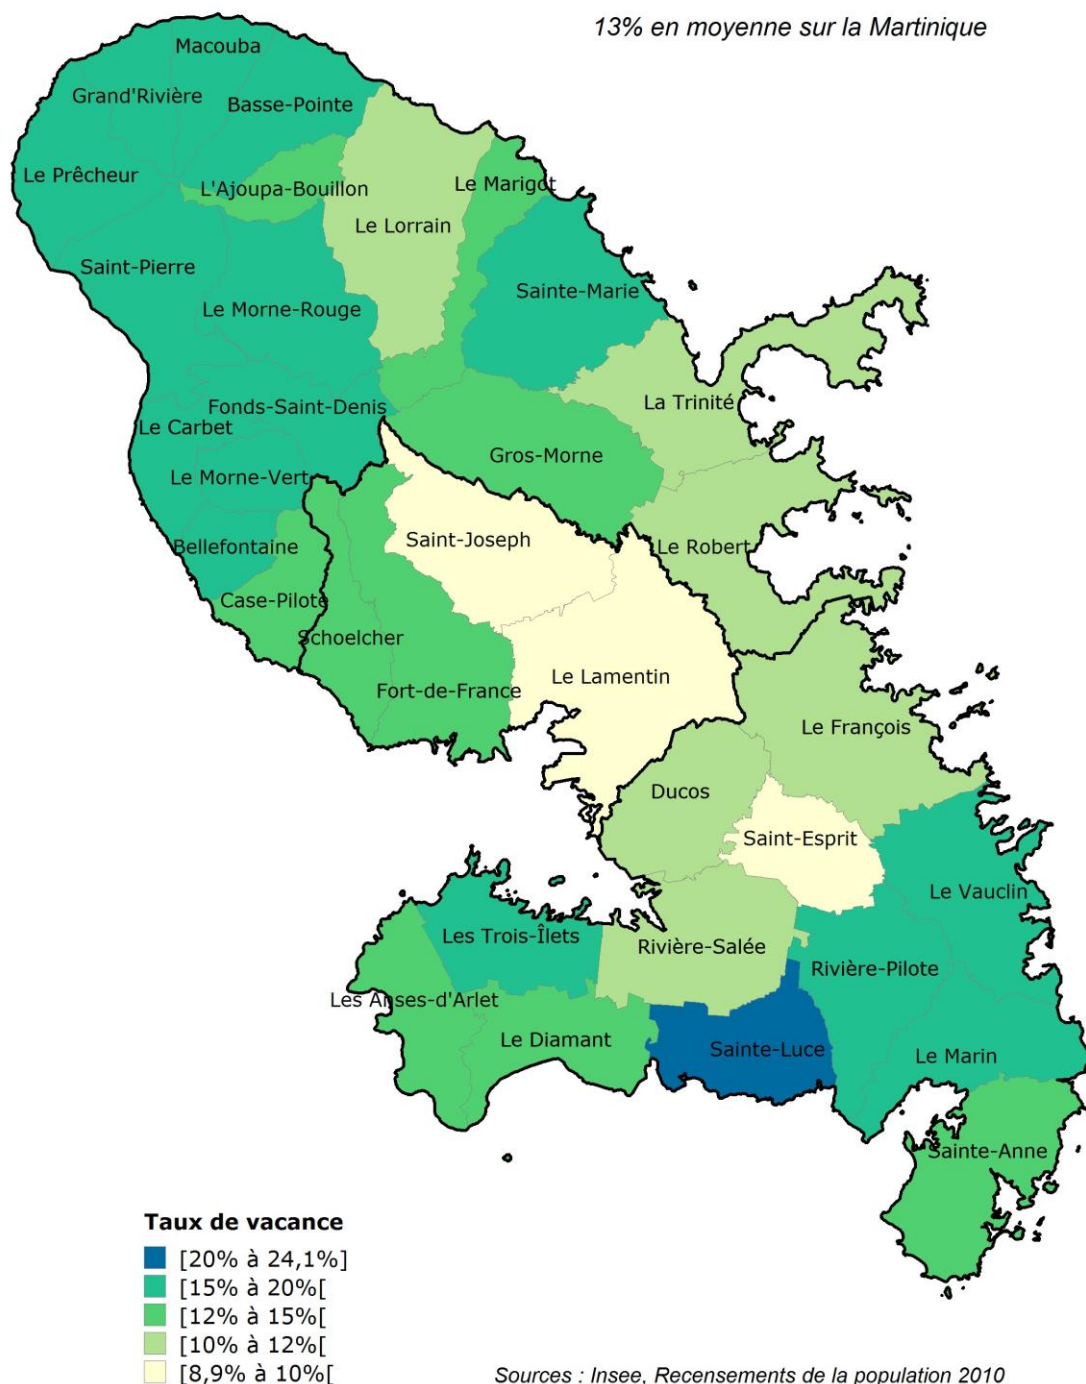 13% en moyenne sur la Martinique
Macouba
Grand'Rivière
Basse-Pointe
Le Prêcheur
L'Ajoupa-Bouillon
Le Marigot
Le Lorrain
Saint-Pierre
Sainte-Marie
Le Morne-Rouge
La Trinité
Fonds-Saint-Denis
Le Carbet
Gros-Morne
Le Morne-Vert
Saint-Joseph
Le Robert
Bellefontaine
Case-Pilote
Schoelcher
Le Lamentin
Fort-de-France
Le François
Ducos
Saint-Esprit
Le Vauclin
Les Trois-Îlets
Rivière-Salée
Rivière-Pilote
Les Anses-d'Arlet
Le Diamant
Sainte-Luce
Le Marin
Sainte-Anne
Taux de vacance
[20% à 24,1%]
[15% à 20%[
[12% à 15%[
[10% à 12%[
[8,9% à 10%[
Sources : Insee, Recensements de la population 2010